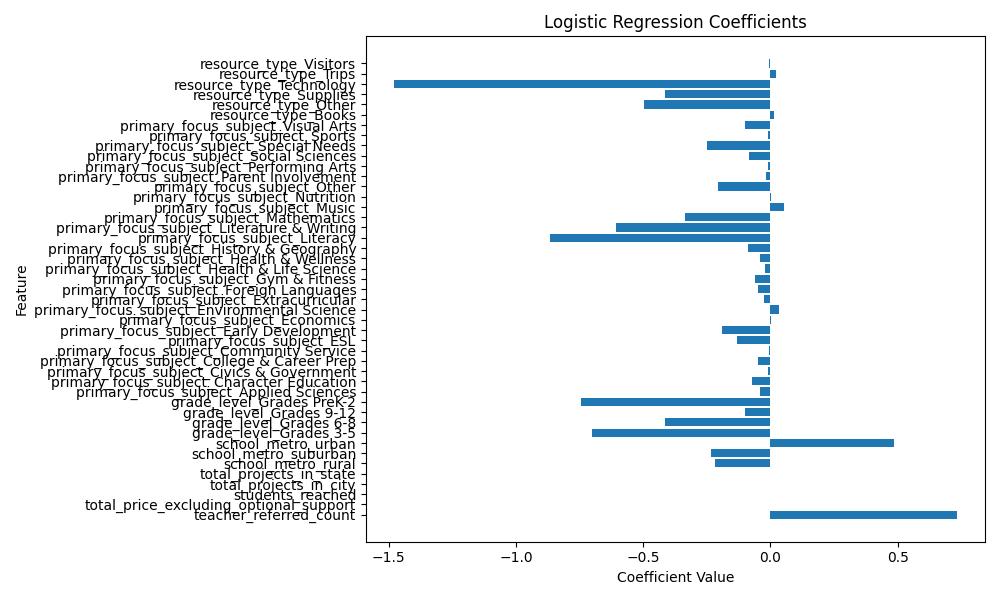 Logistic Regression Coefficients
resource_type_Visitors
resource_type_Trips
resource_type_Technology
resource_type_Supplies
resource_type_Other
resource_type_Books
primary_focus_subject_Visual Arts
primary_focus_subject_Sports
primary_focus_subject_Special Needs
primary_focus_subject_Social Sciences
primary_focus_subject_Performing Arts
primary_focus_subject_Parent Involvement
primary_focus_subject_Other
primary_focus_subject_Nutrition
primary_focus_subject_Music
primary_focus_subject_Mathematics
primary_focus_subject_Literature & Writing
primary_focus_subject_Literacy
primary_focus_subject_History & Geography
primary_focus_subject_Health & Wellness
primary_focus_subject_Health & Life Science
primary_focus_subject_Gym & Fitness
primary_focus_subject_Foreign Languages
primary_focus_subject_Extracurricular
primary_focus_subject_Environmental Science
primary_focus_subject_Economics
primary_focus_subject_Early Development
primary_focus_subject_ESL
primary_focus_subject_Community Service
primary_focus_subject_College & Career Prep
primary_focus_subject_Civics & Government
primary_focus_subject_Character Education
primary_focus_subject_Applied Sciences
grade_level_Grades PreK-2
grade_level_Grades 9-12
grade_level_Grades 6-8
grade_level_Grades 3-5
school_metro_urban
school_metro_suburban
school_metro_rural
total_projects_in_state
total_projects_in_city
students_reached
total_price_excluding_optional_support
teacher_referred_count
Feature
−1.5 −1.0 −0.5 0.0 0.5
Coefficient Value